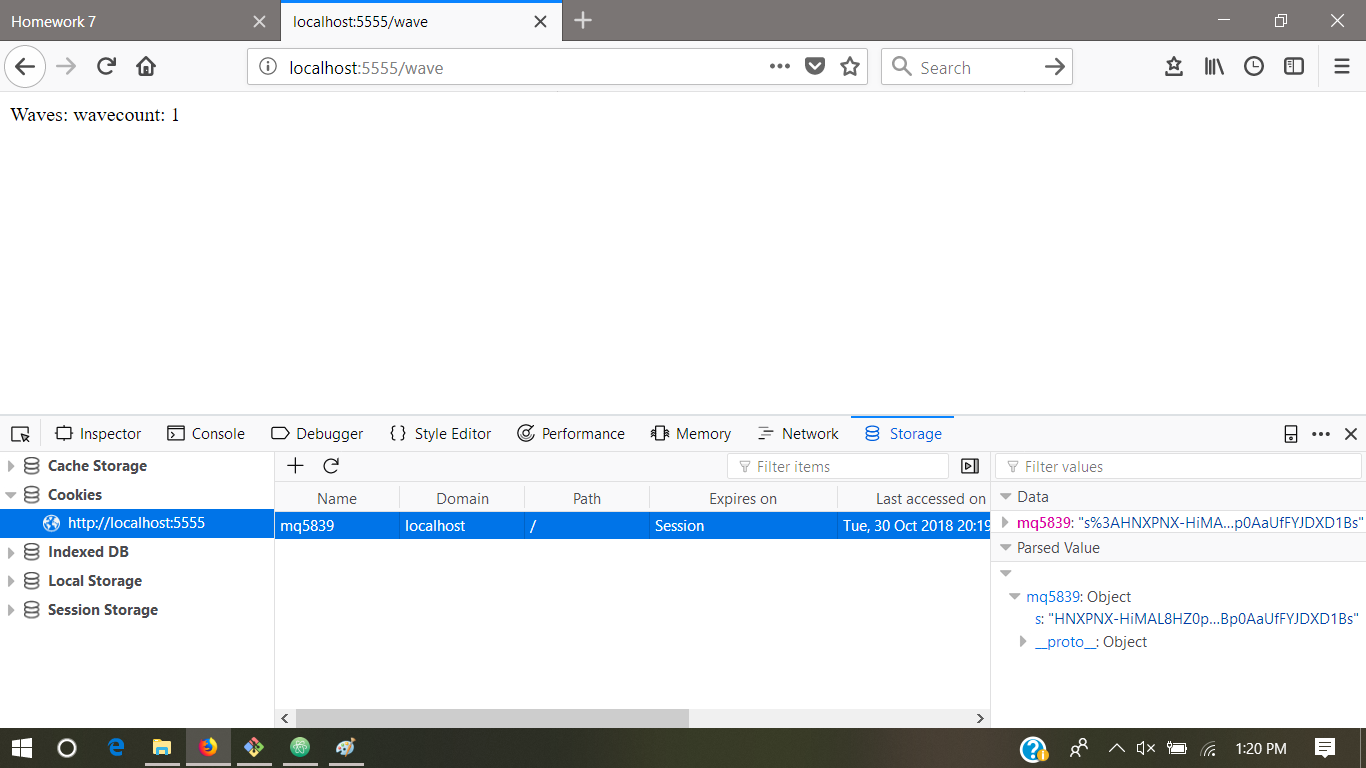 Homework 7
localhost:5555/wave
localhost:5555/wave
Search
Waves: wavecount: 1
Inspector Console Debugger Style Editor Performance Memory Network Storage
Cache Storage
Cookies
http://localhost:5555
Indexed DB
Local Storage
Session Storage
Filter items
Name Domain Path Expires on Last accessed on
mq5839 localhost / Session Tue, 30 Oct 2018 20:19
Filter values
Data
mq5839: "s%3AHNXPNX-HiMA…p0AaUfFYJDXD1Bs"
Parsed Value
mq5839: Object
s: "HNXPNX-HiMAL8HZ0p…Bp0AaUfFYJDXD1Bs"
__proto__: Object
1:20 PM